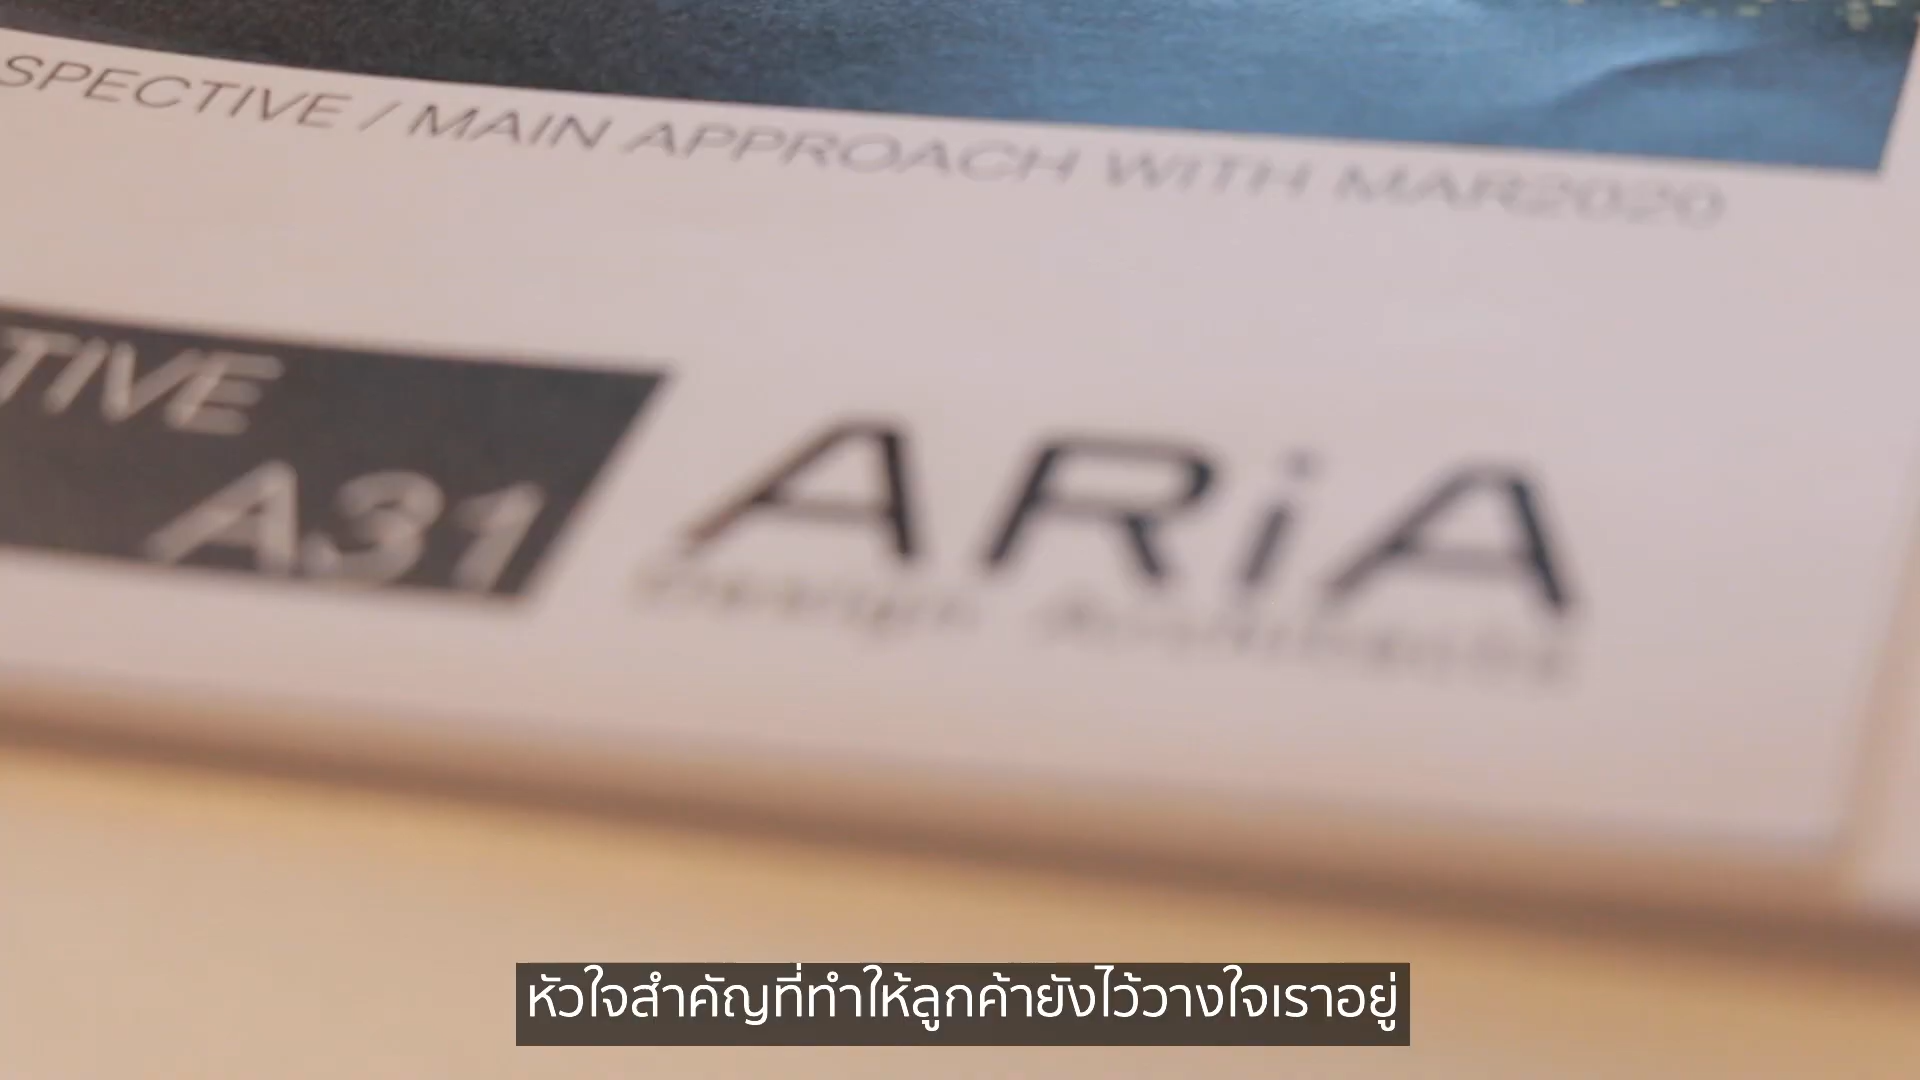 SPECTIVE / MAIN APPROACH WITH MAR2020
TIVE
A31
ARiA
Design Architects
หัวใจสำคัญที่ทำให้ลูกค้ายังไว้วางใจเราอยู่